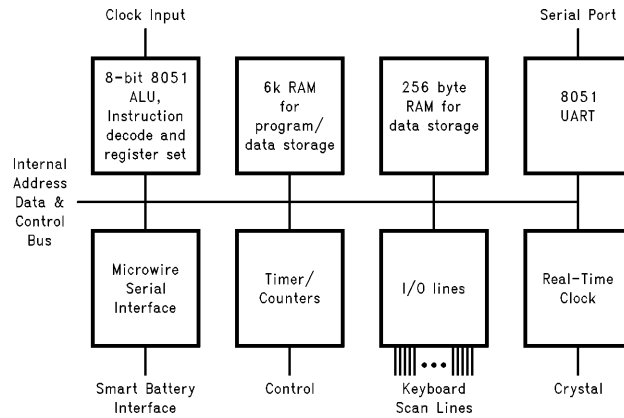 Clock Input
Serial Port
8-bit 8051
ALU,
Instruction
decode and
register set
6k RAM
for
program/
data storage
256 byte
RAM for
data storage
8051
UART
Internal
Address
Data &
Control
Bus
Microwire
Serial
Interface
Timer/
Counters
I/O lines
Real-Time
Clock
Smart Battery
Interface
Control
Keyboard
Scan Lines
Crystal